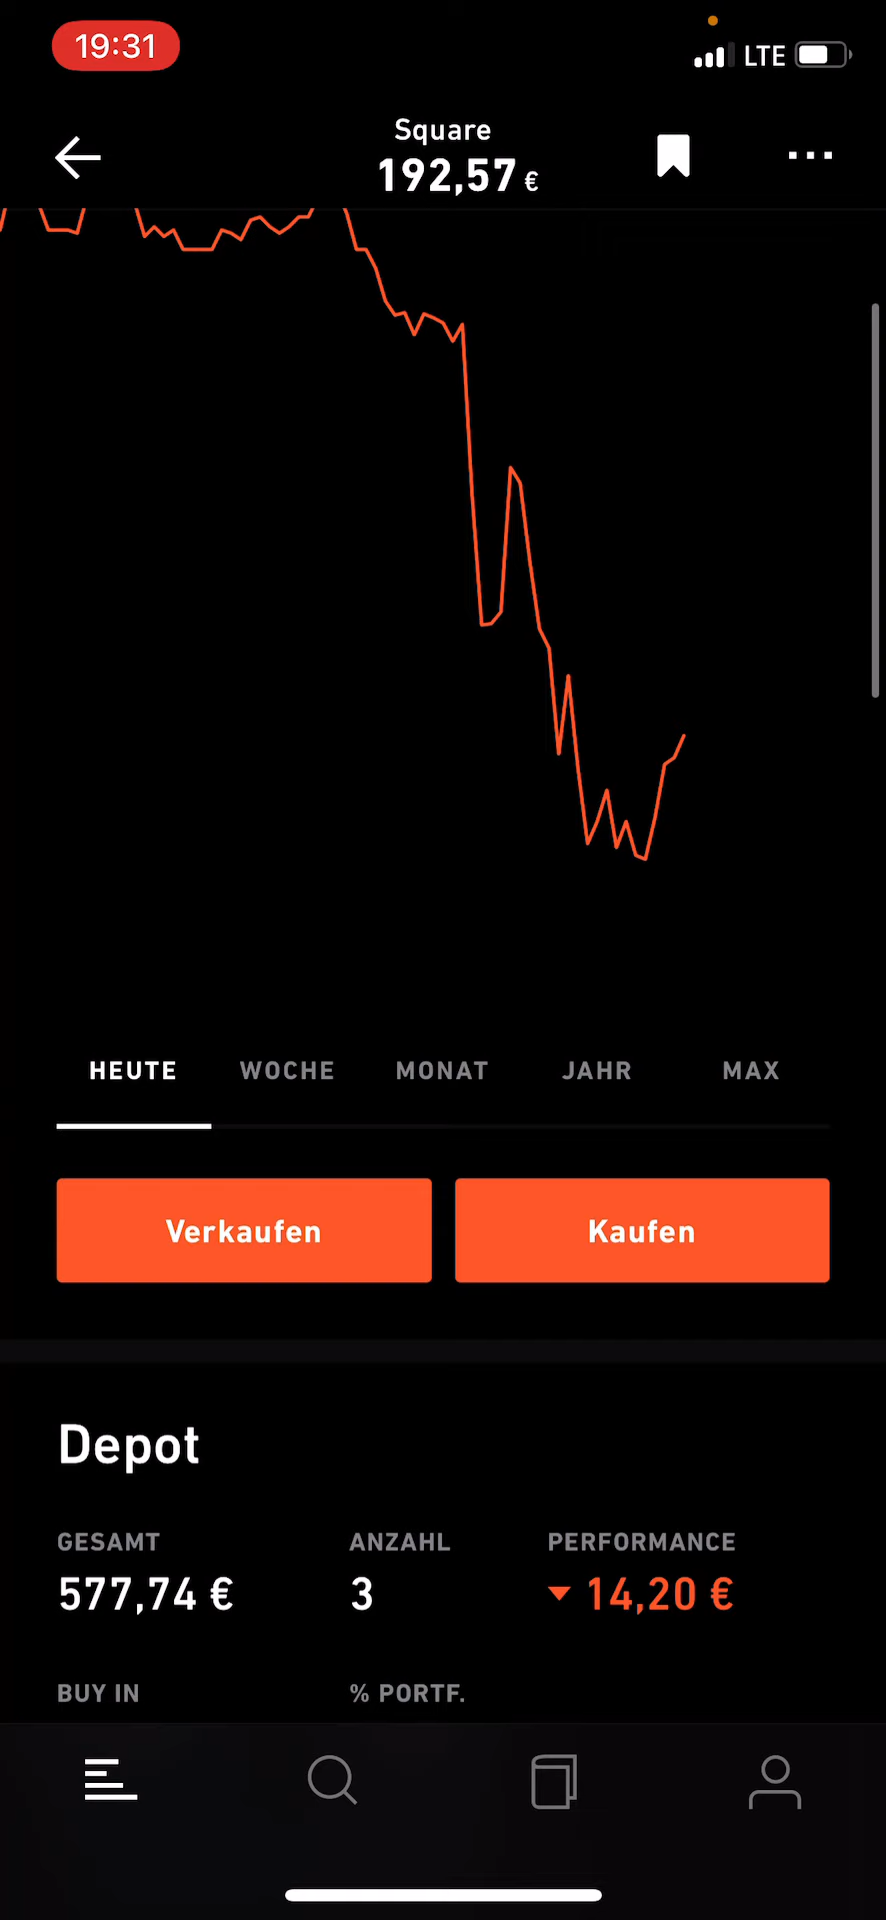 19:31
LTE
Square
192,57 €
HEUTE WOCHE MONAT JAHR MAX
Verkaufen Kaufen
Depot
GESAMT ANZAHL PERFORMANCE
577,74 € 3 14,20 €
BUY IN % PORTF.